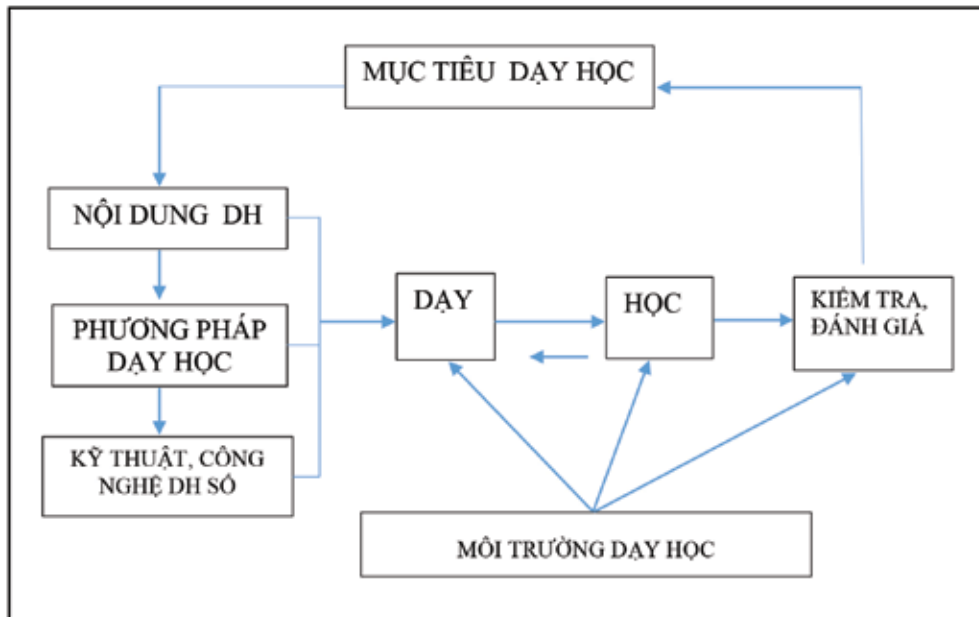 MỤC TIÊU DẠY HỌC
NỘI DUNG DH
PHƯƠNG PHÁP
DẠY HỌC
KỸ THUẬT, CÔNG
NGHỆ DH SỐ
DẠY
HỌC
KIỂM TRA,
ĐÁNH GIÁ
MÔI TRƯỜNG DẠY HỌC